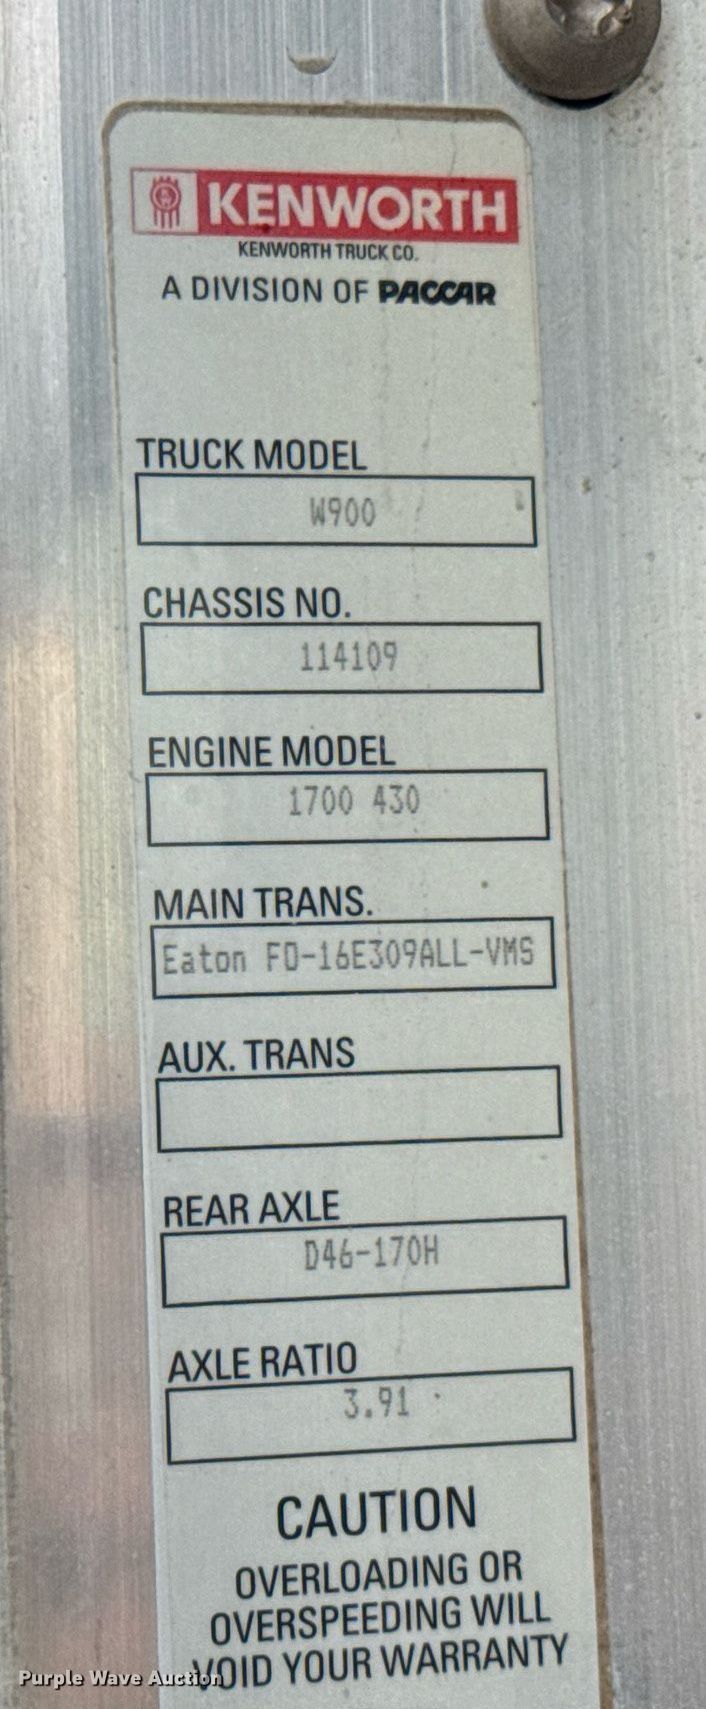 KENWORTH
KENWORTH TRUCK CO.
A DIVISION OF PACCAR
TRUCK MODEL
W900
CHASSIS NO.
114109
ENGINE MODEL
1700 430
MAIN TRANS.
Eaton FO-16E309ALL-VMS
AUX. TRANS
REAR AXLE
D46-170H
AXLE RATIO
3.91
CAUTION
OVERLOADING OR
OVERSPEEDING WILL
VOID YOUR WARRANTY
Purple Wave Auction